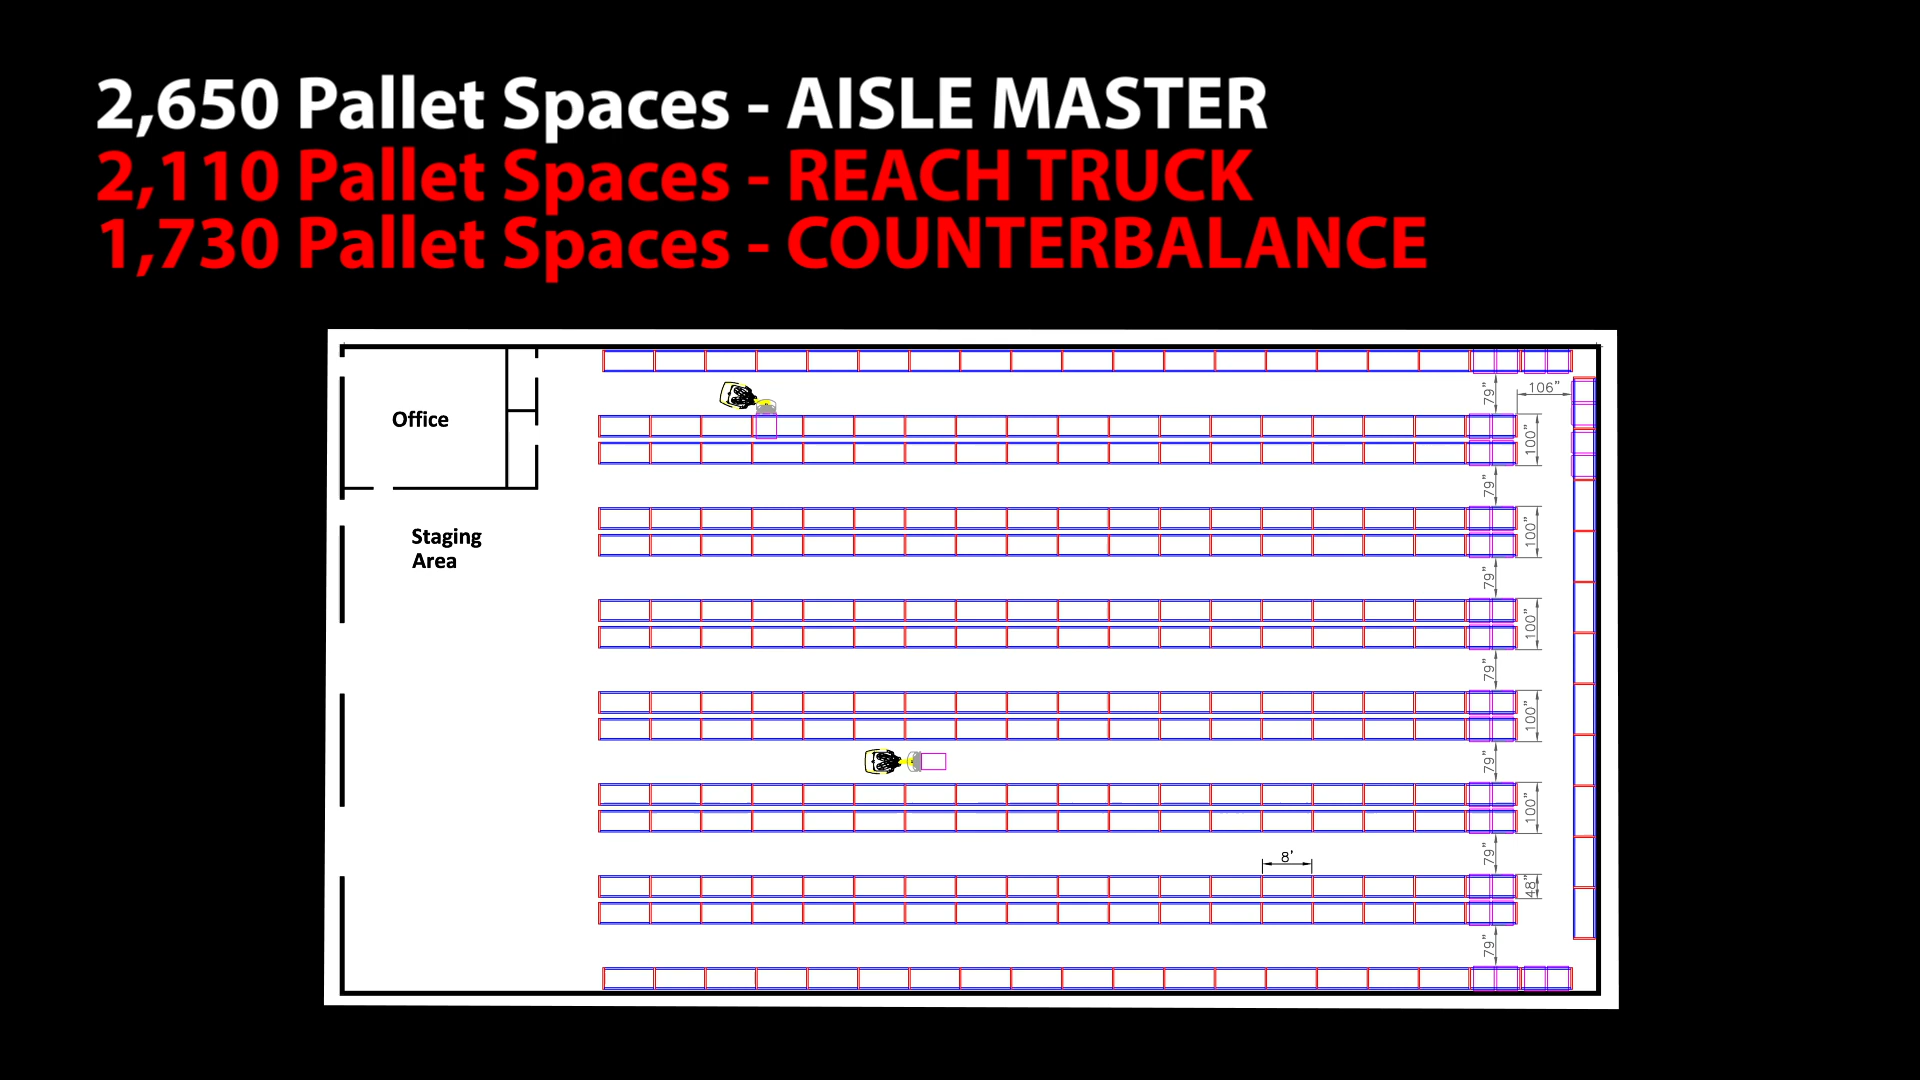 2,650 Pallet Spaces - AISLE MASTER
2,110 Pallet Spaces - REACH TRUCK
1,730 Pallet Spaces - COUNTERBALANCE
Office
79”
106”
100”
79”
Staging
Area
100”
79”
100”
79”
100”
79”
100”
79”
8’
48”
79”